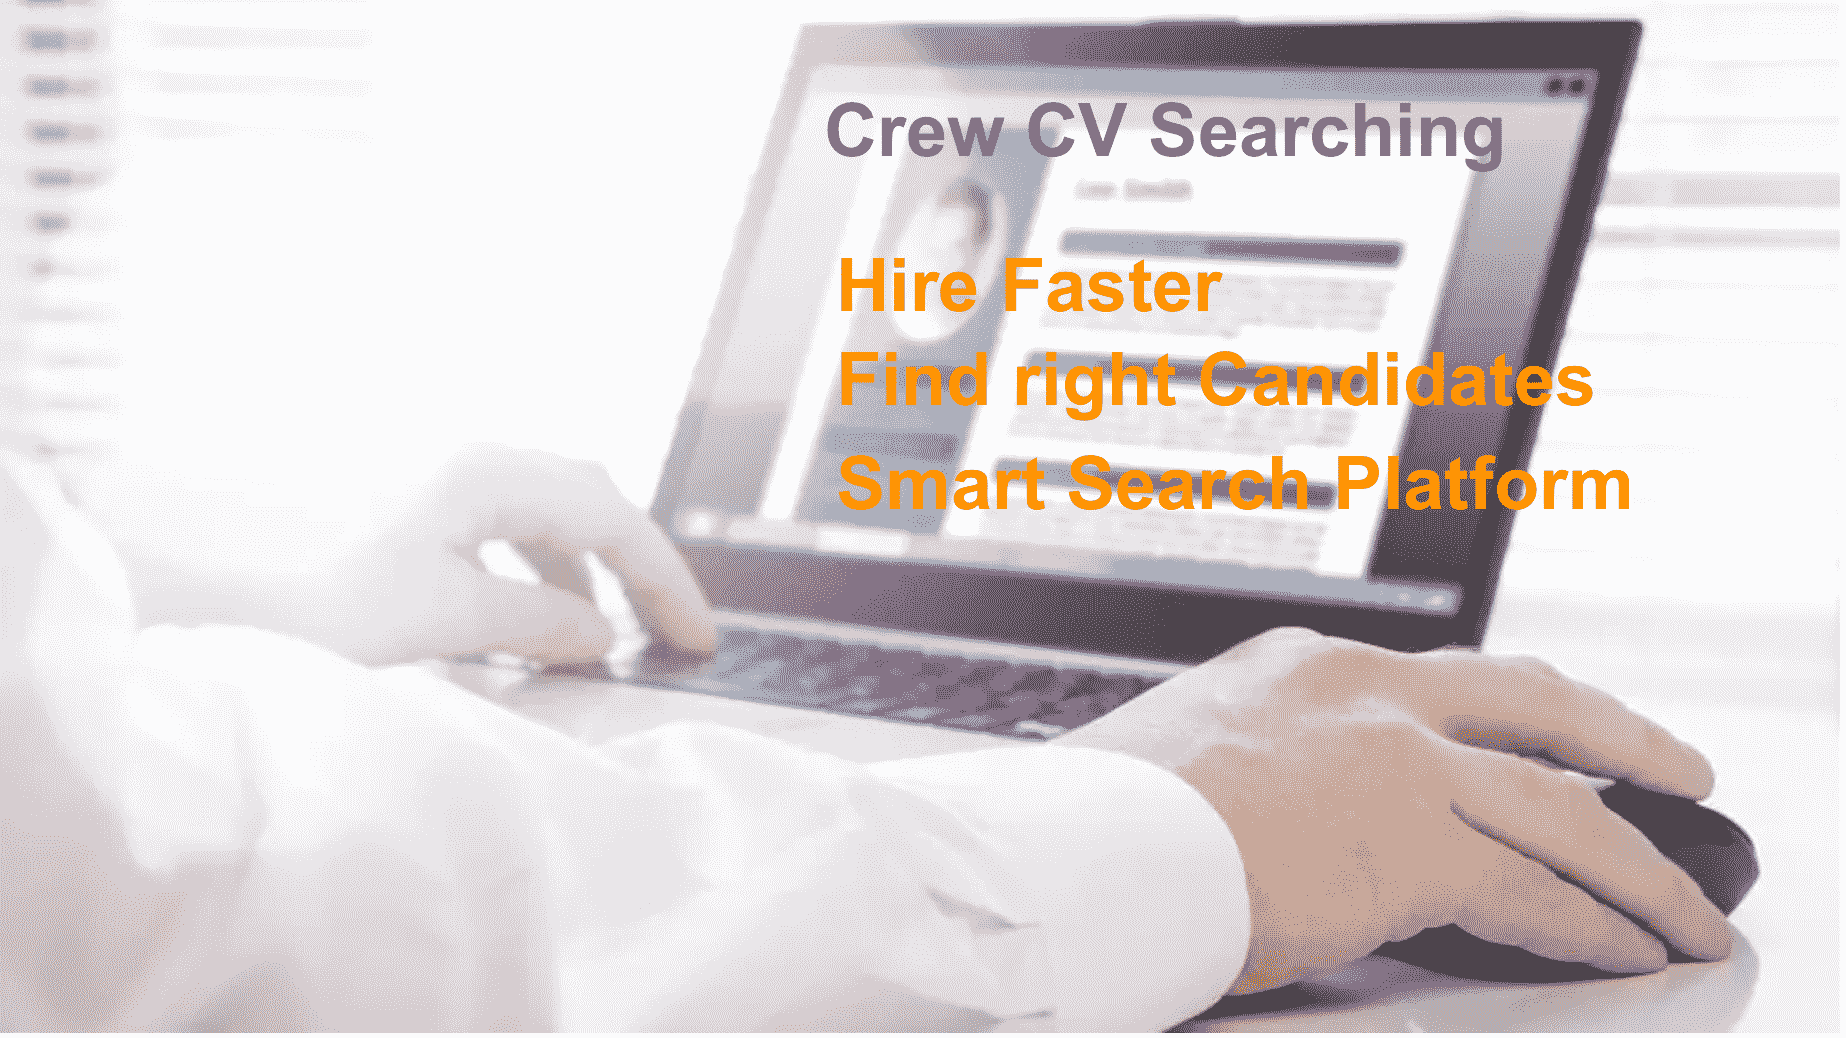 Crew CV Searching
Hire Faster
Find right Candidates
Smart Search Platform